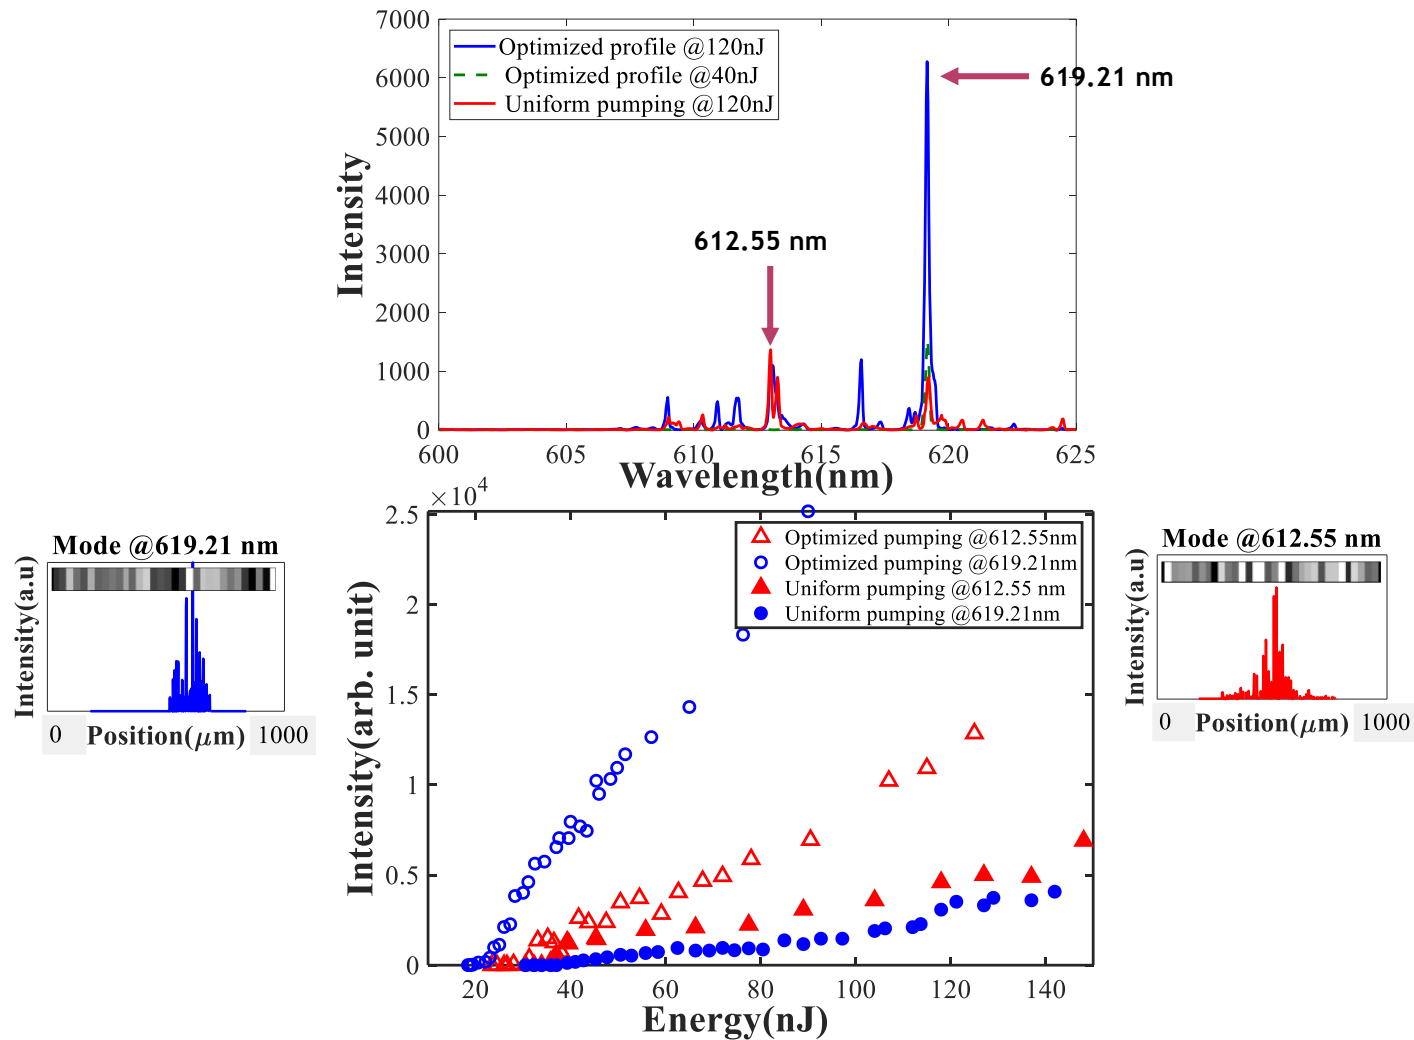 7000
6000
5000
4000
3000
2000
1000
0
Intensity
Optimized profile @120nJ
Optimized profile @40nJ
Uniform pumping @120nJ
619.21 nm
612.55 nm
600 605 610 615 620 625
Wavelength(nm)
×10⁴
2.5
2
1.5
1
0.5
0
Intensity(arb. unit)
Optimized pumping @612.55nm
Optimized pumping @619.21nm
Uniform pumping @612.55 nm
Uniform pumping @619.21nm
20 40 60 80 100 120 140
Energy(nJ)
Mode @619.21 nm
Intensity(a.u)
0 Position(μm) 1000
Mode @612.55 nm
Intensity(a.u)
0 Position(μm) 1000